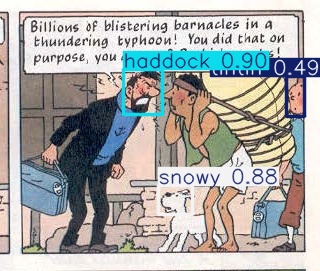 Billions of blistering barnacles in a
thundering typhoon! You did that on
purpose, you
haddock 0.90
tintin 0.49
snowy 0.88